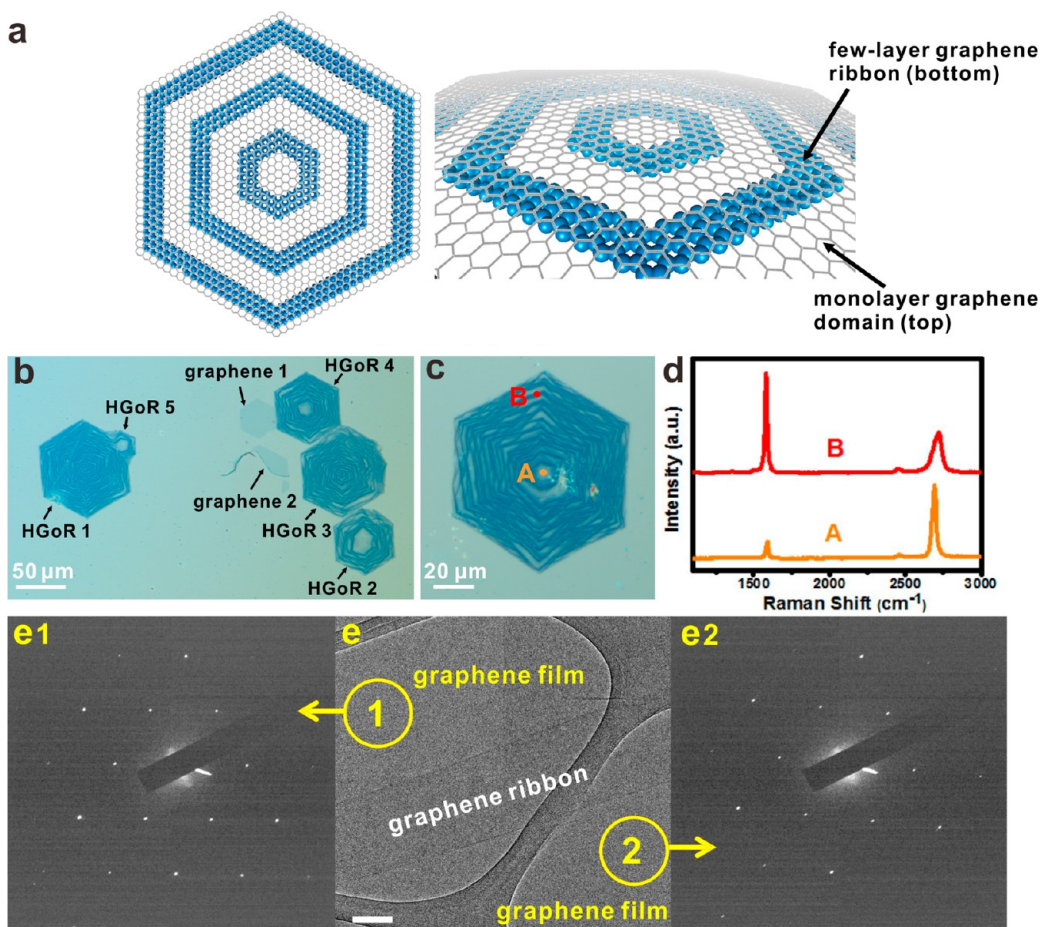 a
few-layer graphene
ribbon (bottom)
monolayer graphene
domain (top)
b
graphene 1
HGoR 4
HGoR 5
graphene 2
HGoR 1
HGoR 3
HGoR 2
50 µm
c
B
A
20 µm
d
Intensity (a.u.)
B
A
1500 2000 2500 3000
Raman Shift (cm⁻¹)
e1
e
graphene film
1
graphene ribbon
2
graphene film
e2